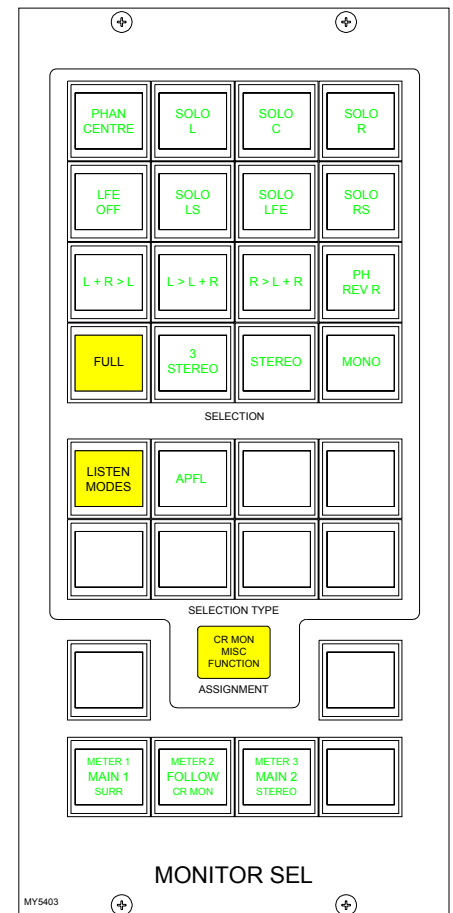 PHAN
CENTRE
SOLO
L
SOLO
C
SOLO
R
LFE
OFF
SOLO
LS
SOLO
LFE
SOLO
RS
L + R > L
L > L + R
R > L + R
PH
REV R
FULL
3
STEREO
STEREO
MONO
SELECTION
LISTEN
MODES
APFL
SELECTION TYPE
CR MON
MISC
FUNCTION
ASSIGNMENT
METER 1
MAIN 1
SURR
METER 2
FOLLOW
CR MON
METER 3
MAIN 2
STEREO
MONITOR SEL
MY5403